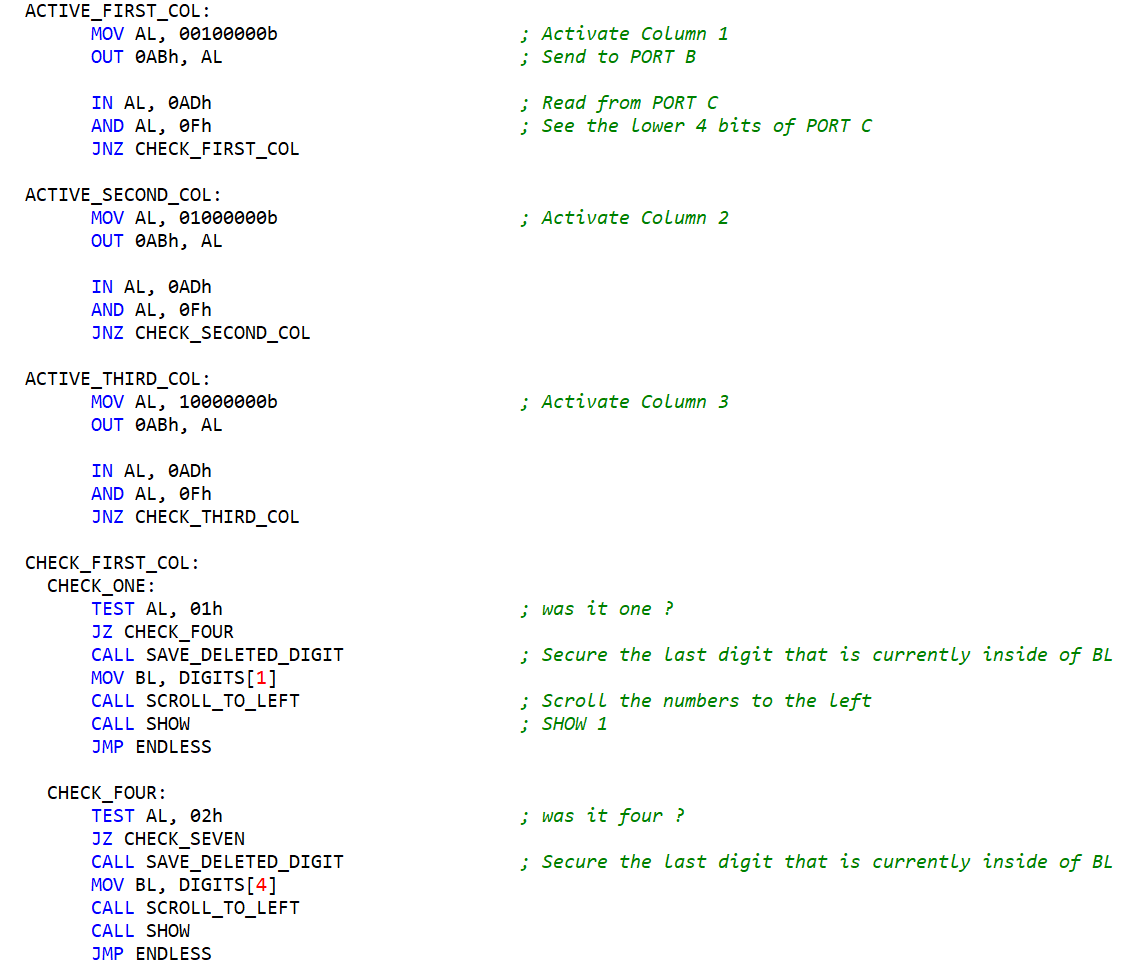 ACTIVE_FIRST_COL:
MOV AL, 00100000b ; Activate Column 1
OUT 0ABh, AL ; Send to PORT B
IN AL, 0ADh ; Read from PORT C
AND AL, 0Fh ; See the lower 4 bits of PORT C
JNZ CHECK_FIRST_COL
ACTIVE_SECOND_COL:
MOV AL, 01000000b ; Activate Column 2
OUT 0ABh, AL
IN AL, 0ADh
AND AL, 0Fh
JNZ CHECK_SECOND_COL
ACTIVE_THIRD_COL:
MOV AL, 10000000b ; Activate Column 3
OUT 0ABh, AL
IN AL, 0ADh
AND AL, 0Fh
JNZ CHECK_THIRD_COL
CHECK_FIRST_COL:
CHECK_ONE:
TEST AL, 01h ; was it one ?
JZ CHECK_FOUR
CALL SAVE_DELETED_DIGIT ; Secure the last digit that is currently inside of BL
MOV BL, DIGITS[1]
CALL SCROLL_TO_LEFT ; Scroll the numbers to the left
CALL SHOW ; SHOW 1
JMP ENDLESS
CHECK_FOUR:
TEST AL, 02h ; was it four ?
JZ CHECK_SEVEN
CALL SAVE_DELETED_DIGIT ; Secure the last digit that is currently inside of BL
MOV BL, DIGITS[4]
CALL SCROLL_TO_LEFT
CALL SHOW
JMP ENDLESS